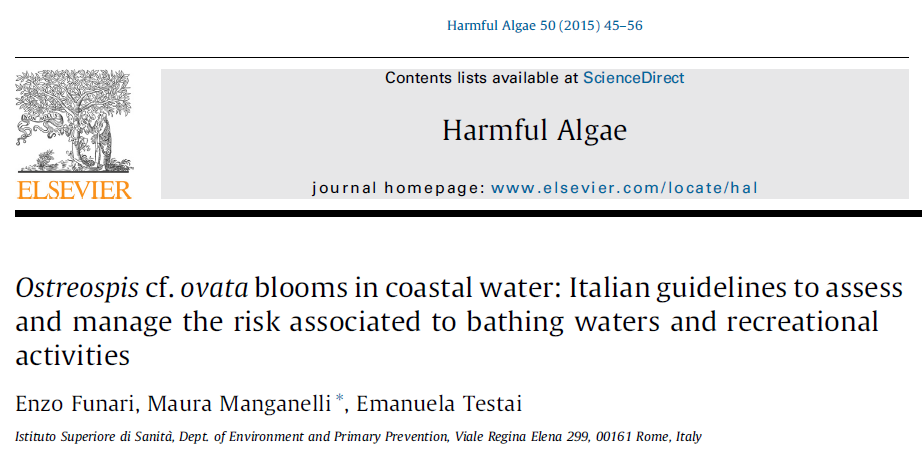 Harmful Algae 50 (2015) 45–56
Contents lists available at ScienceDirect
Harmful Algae
journal homepage: www.elsevier.com/locate/hal
ELSEVIER
Ostreospis cf. ovata blooms in coastal water: Italian guidelines to assess
and manage the risk associated to bathing waters and recreational
activities
Enzo Funari, Maura Manganelli *, Emanuela Testai
Istituto Superiore di Sanità, Dept. of Environment and Primary Prevention, Viale Regina Elena 299, 00161 Rome, Italy